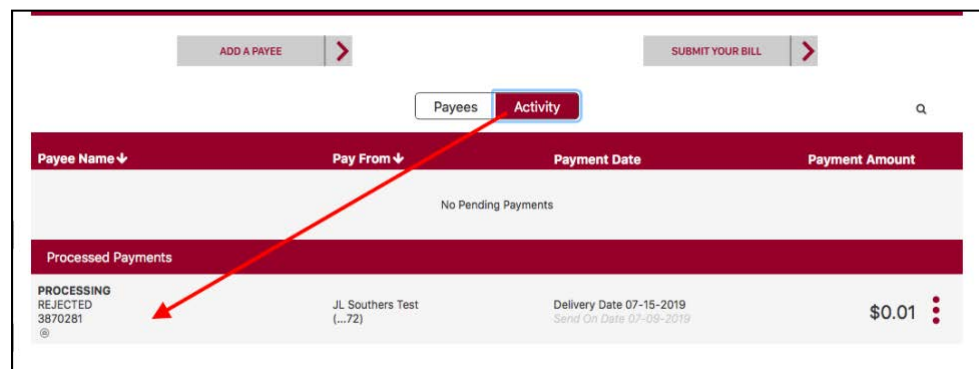 ADD A PAYEE
SUBMIT YOUR BILL
Payees Activity
Payee Name Pay From Payment Date Payment Amount
No Pending Payments
Processed Payments
PROCESSING
REJECTED JL Southers Test Delivery Date 07-15-2019 $0.01
3870281 (...72) Send On Date 07-09-2019
@